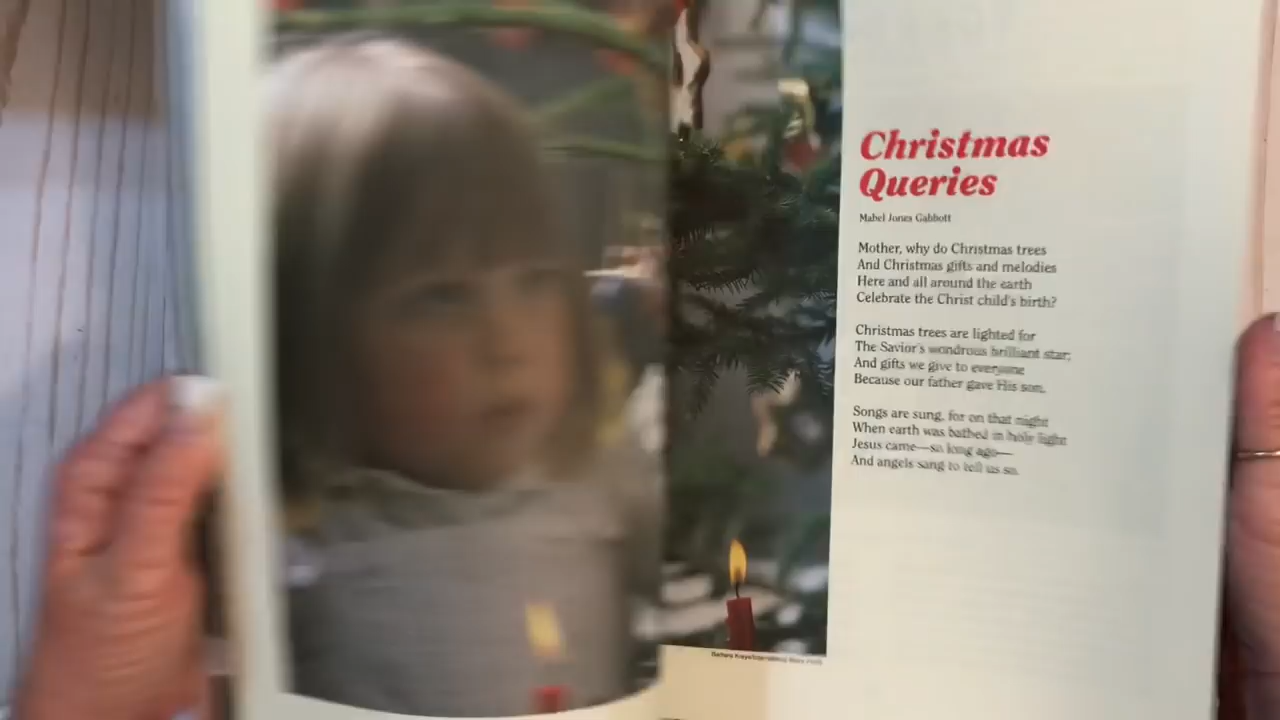 Christmas
Queries
Mabel Jones Gabbott
Mother, why do Christmas trees
And Christmas gifts and melodies
Here and all around the earth
Celebrate the Christ child's birth?
Christmas trees are lighted for
The Savior's wondrous brilliant star;
And gifts we give to everyone
Because our father gave His son.
Songs are sung, for on that night
When earth was bathed in holy light
Jesus came—so long ago—
And angels sang to tell us so.